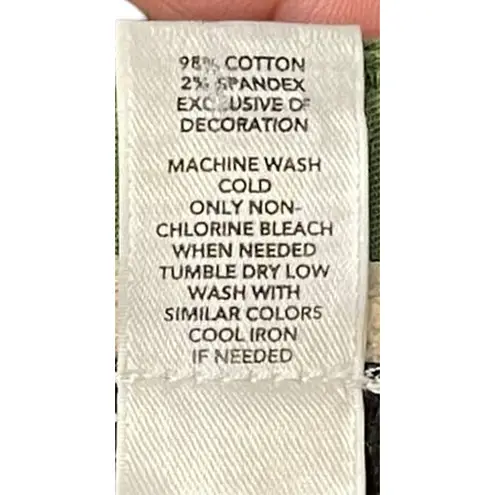 98% COTTON
2% SPANDEX
EXCLUSIVE OF
DECORATION
MACHINE WASH
COLD
ONLY NON-
CHLORINE BLEACH
WHEN NEEDED
TUMBLE DRY LOW
WASH WITH
SIMILAR COLORS
COOL IRON
IF NEEDED